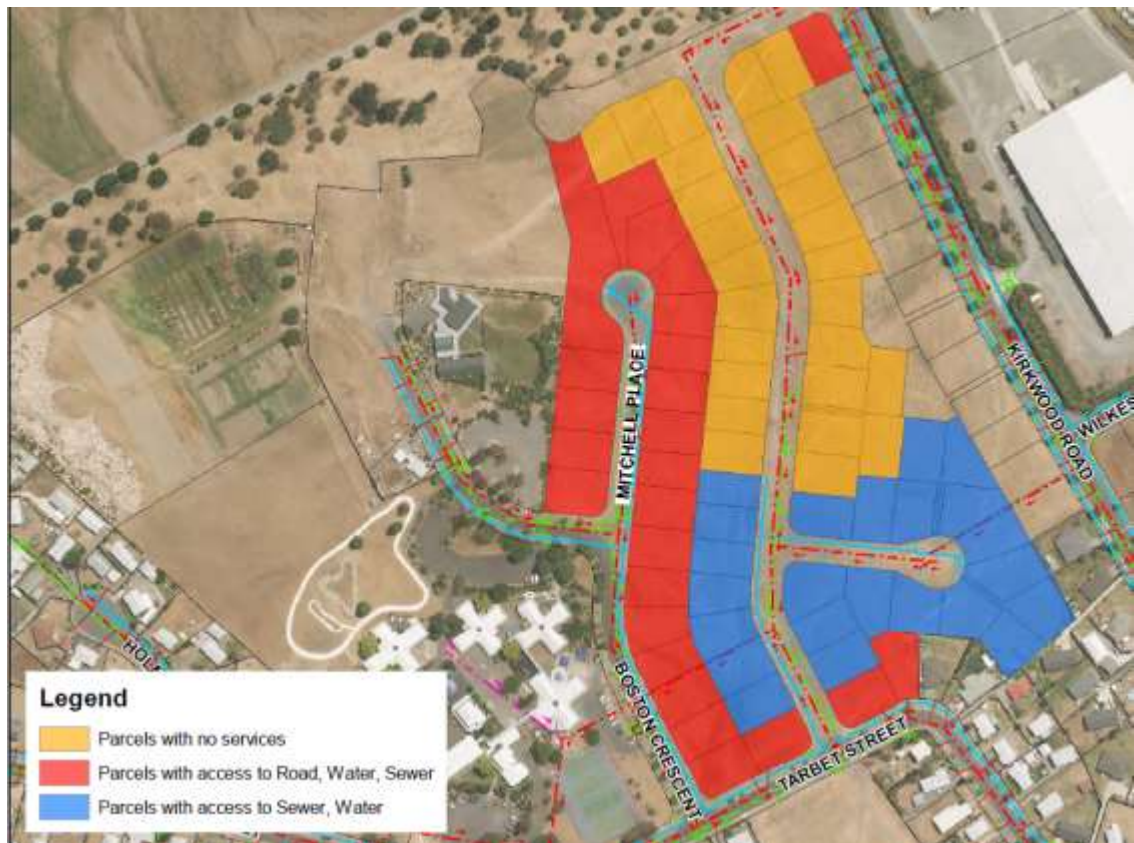 KIRKWOOD ROAD
WILKES
MITCHELL PLACE
BOSTON CRESCENT
TARBET STREET
Legend
Parcels with no services
Parcels with access to Road, Water, Sewer
Parcels with access to Sewer, Water